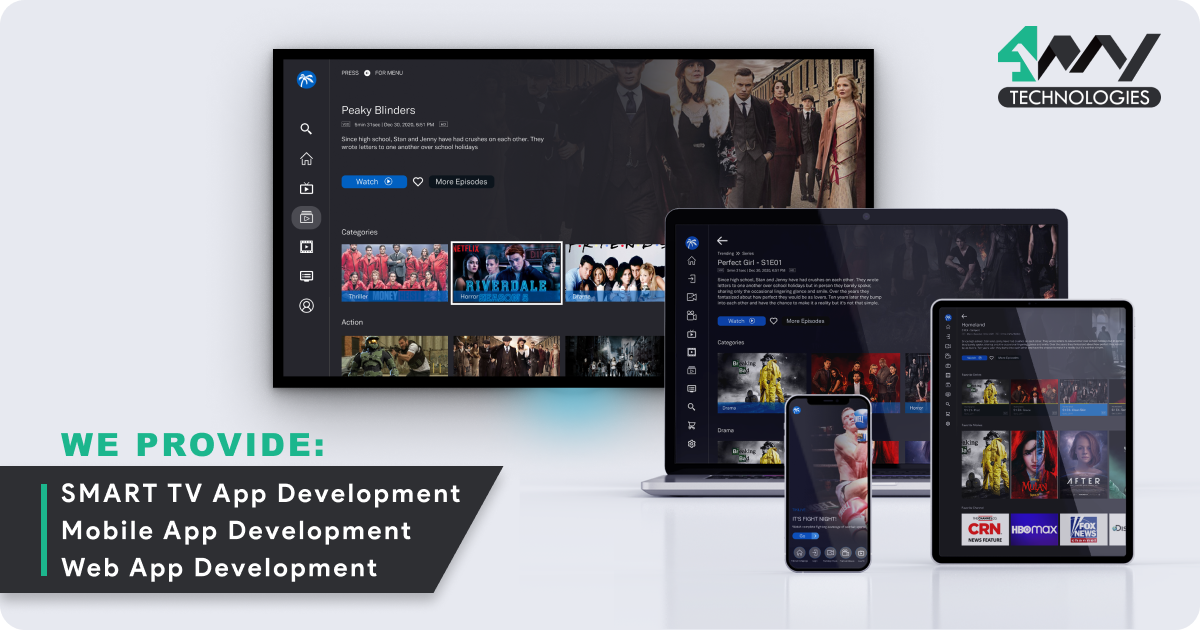 4WAY
TECHNOLOGIES
PRESS FOR MENU
Peaky Blinders
5min 31sec | Dec 30, 2020, 6:51 PM
Since high school, Stan and Jenny have had crushes on each other. They
wrote letters to one another over school holidays
Watch
More Episodes
Categories
NETFLIX
RIVERDALE
Thriller
MONEY
Horror
Drama
Action
Trending » Series
Perfect Girl - S1E01
5min 31sec | Dec 30, 2020, 6:51 PM
Since high school, Stan and Jenny have had crushes on each other. They wrote
letters to one another over school holidays but in person they barely spoke;
sharing only the occasional lingering glance and smile. Over the years they
fantasized about how perfect they would be as lovers. Ten years later they bump
into each other and have the chance to make it a reality but it's not that simple.
Watch
More Episodes
Categories
Breaking
Bad
Drama
Horror
Drama
Breaking
Bad
Homeland
Breaking
Bad
MULAN
AFTER
CRN
NEWS FEATURE
HBOMAX
FOX
NEWS
channel
IT'S FIGHT NIGHT!
Go
WE PROVIDE:
SMART TV App Development
Mobile App Development
Web App Development